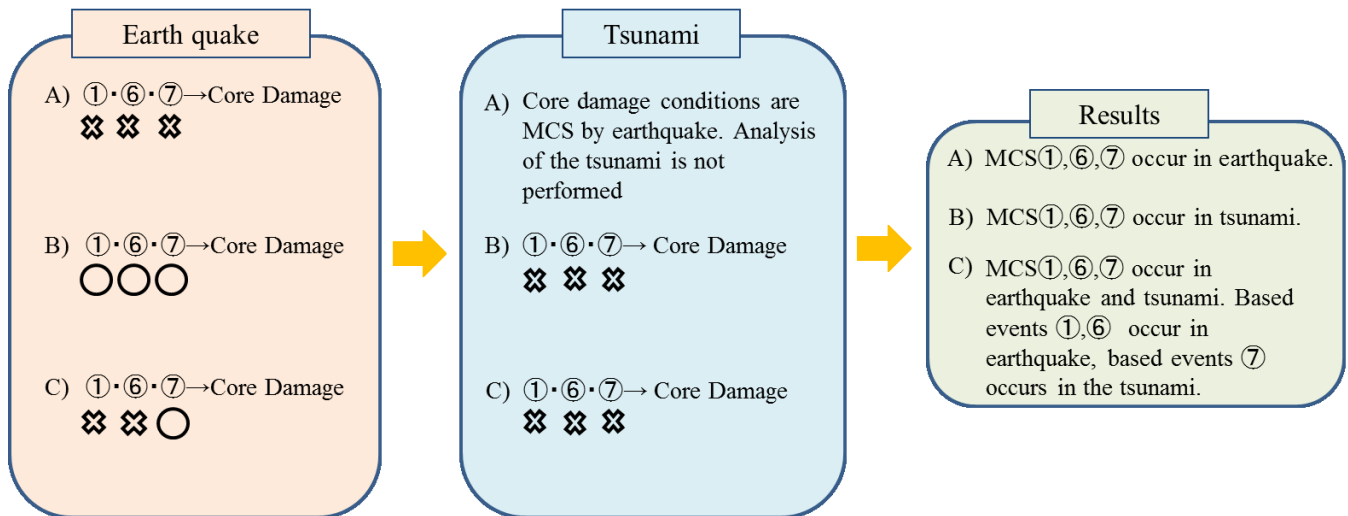 Earth quake
A) ①·⑥·⑦→Core Damage
B) ①·⑥·⑦→Core Damage
C) ①·⑥·⑦→Core Damage
Tsunami
A) Core damage conditions are
MCS by earthquake. Analysis
of the tsunami is not
performed
B) ①·⑥·⑦→ Core Damage
C) ①·⑥·⑦→ Core Damage
Results
A) MCS①,⑥,⑦ occur in earthquake.
B) MCS①,⑥,⑦ occur in tsunami.
C) MCS①,⑥,⑦ occur in
earthquake and tsunami. Based
events ①,⑥ occur in
earthquake, based events ⑦
occurs in the tsunami.